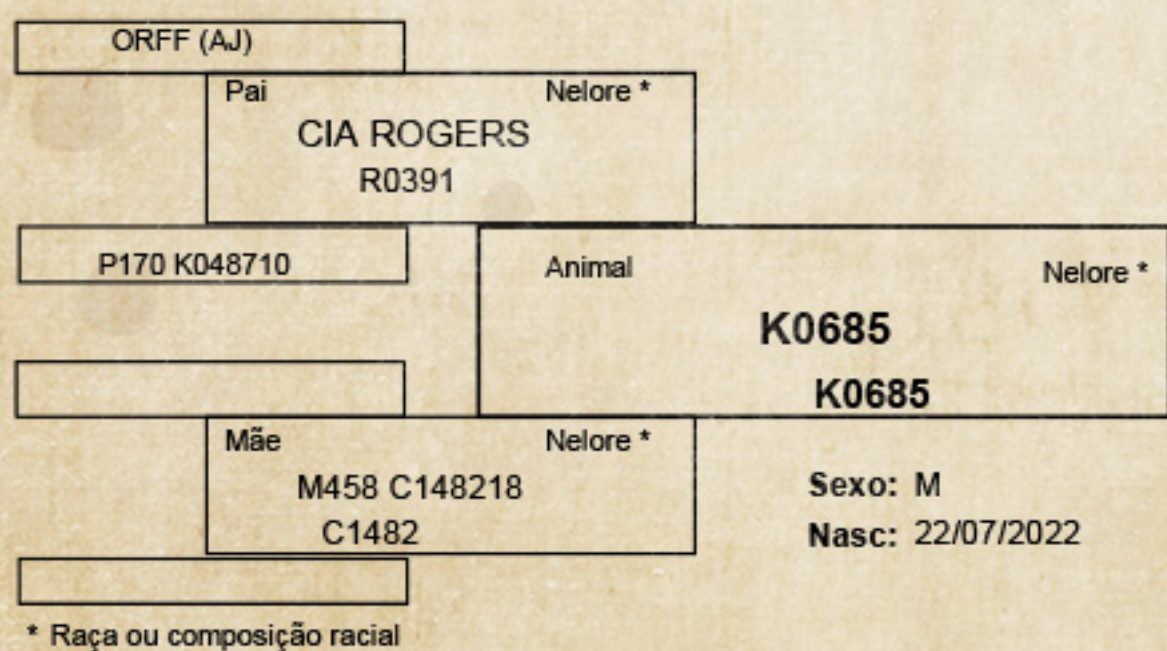 ORFF (AJ)
Pai Nelore *
CIA ROGERS
R0391
P170 K048710
Animal Nelore *
K0685
K0685
Mãe Nelore *
M458 C148218
C1482
Sexo: M
Nasc: 22/07/2022
* Raça ou composição racial